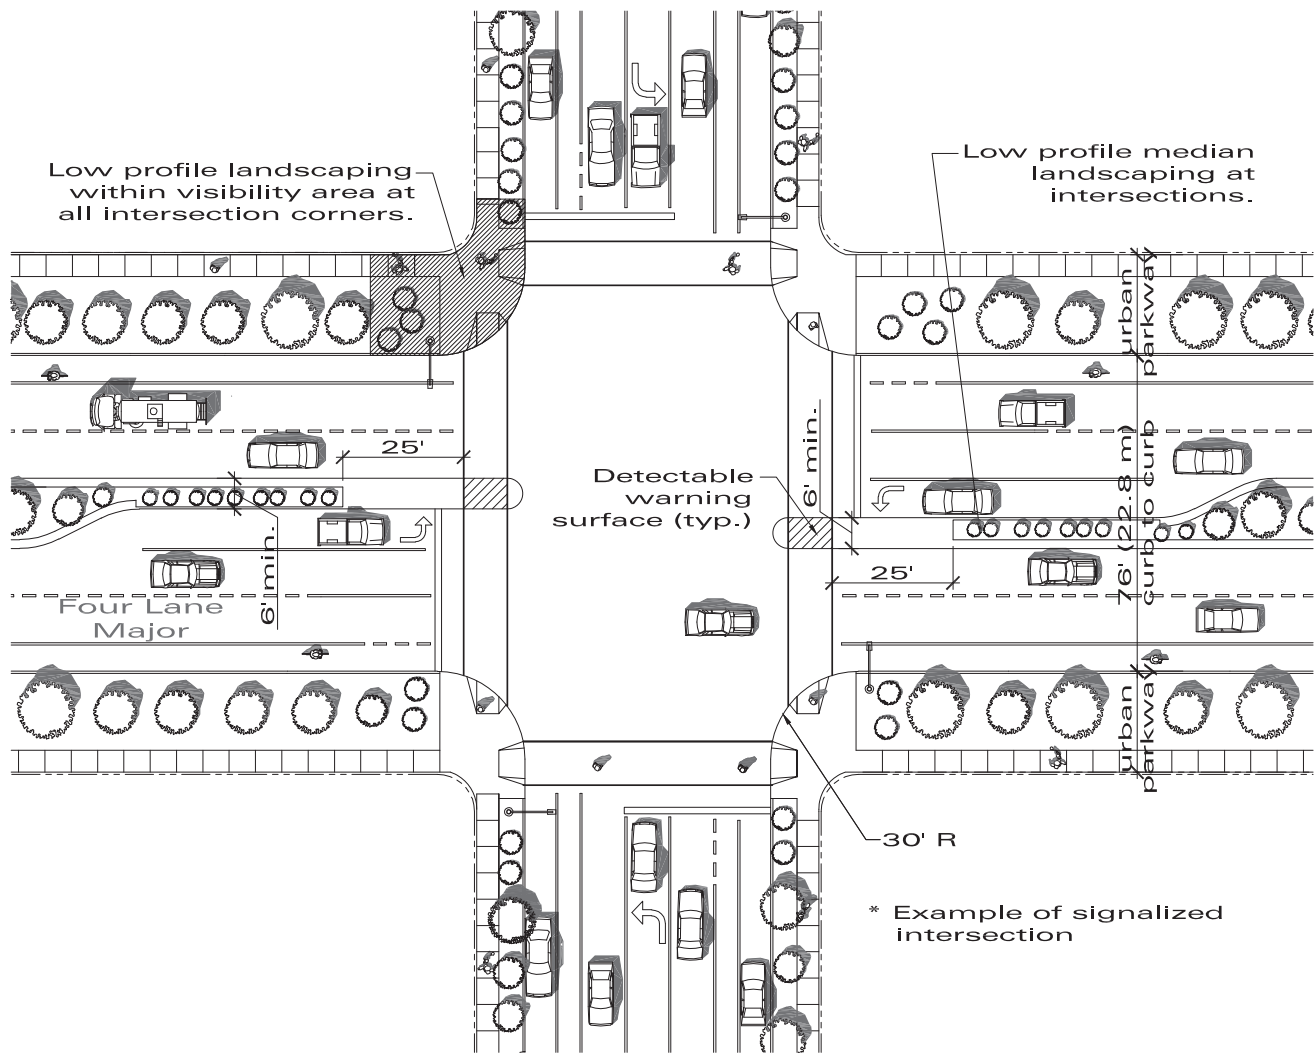 Low profile landscaping
within visibility area at
all intersection corners.
Low profile median
landscaping at
intersections.
urban
parkway
25'
6' min.
Detectable
warning
surface (typ.)
6' min.
76' (22.8 m)
curb to curb
25'
Four Lane
Major
urban
parkway
30' R
* Example of signalized
intersection